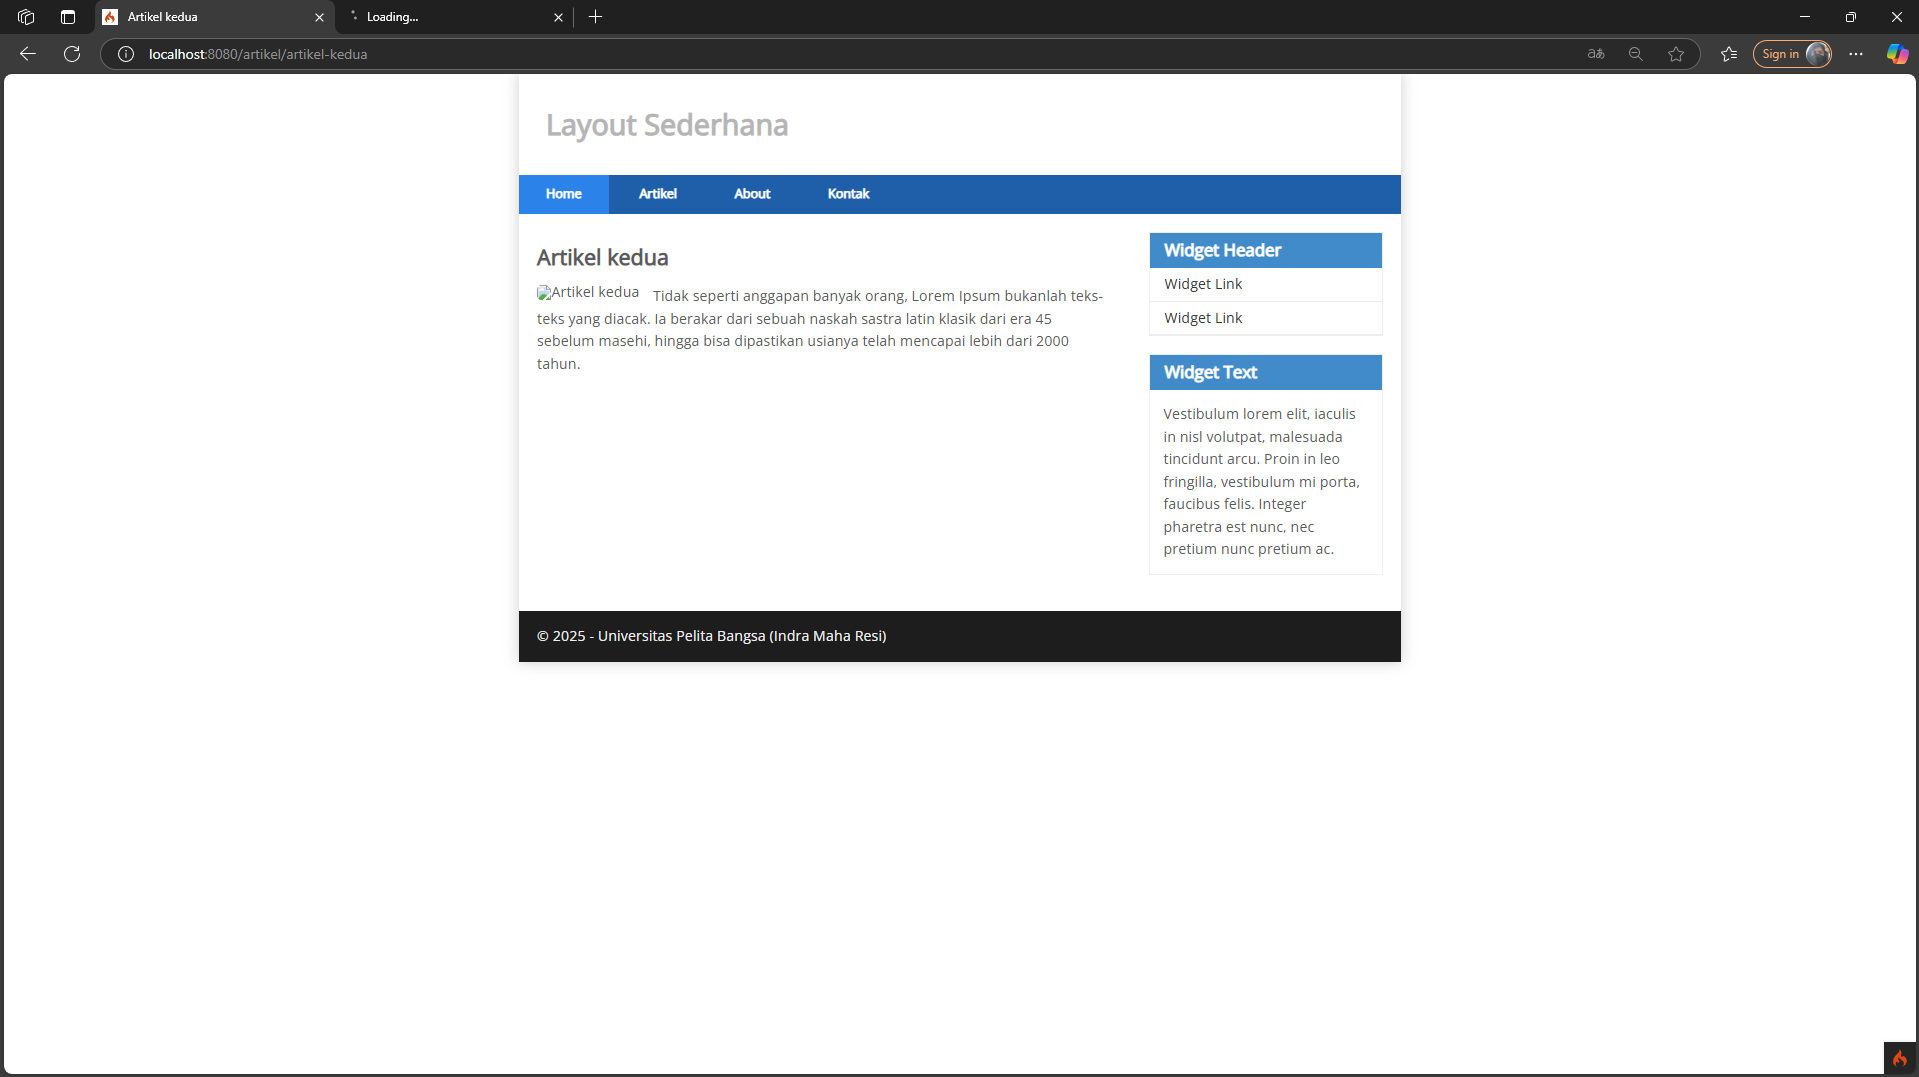 Artikel kedua
Loading...
localhost:8080/artikel/artikel-kedua
aあ
Sign in
Layout Sederhana
Home Artikel About Kontak
Artikel kedua
Artikel kedua Tidak seperti anggapan banyak orang, Lorem Ipsum bukanlah teks-
teks yang diacak. Ia berakar dari sebuah naskah sastra latin klasik dari era 45
sebelum masehi, hingga bisa dipastikan usianya telah mencapai lebih dari 2000
tahun.
Widget Header
Widget Link
Widget Link
Widget Text
Vestibulum lorem elit, iaculis
in nisl volutpat, malesuada
tincidunt arcu. Proin in leo
fringilla, vestibulum mi porta,
faucibus felis. Integer
pharetra est nunc, nec
pretium nunc pretium ac.
© 2025 - Universitas Pelita Bangsa (Indra Maha Resi)